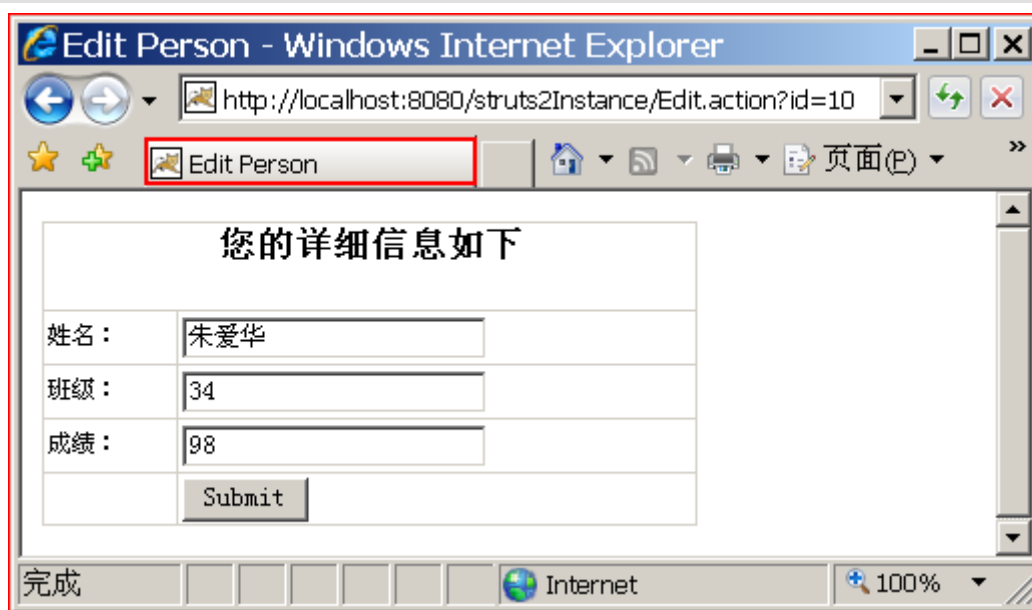 Edit Person - Windows Internet Explorer
http://localhost:8080/struts2Instance/Edit.action?id=10
Edit Person
页面(P)
»
您的详细信息如下
姓名： 朱爱华
班级： 34
成绩： 98
Submit
完成 Internet 100%